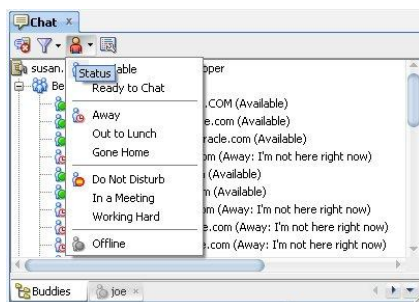 Chat
susan.
Status
able
oper
Be
Ready to Chat
.COM (Available)
Away
e.com (Available)
Out to Lunch
racle.com (Available)
Gone Home
om (Away: I'm not here right now)
(Available)
Do Not Disturb
m (Available)
In a Meeting
om (Away: I'm not here right now)
Working Hard
e.com (Away: I'm not here right now)
Offline
e.com (Away: I'm not here right now)
Buddies
joe